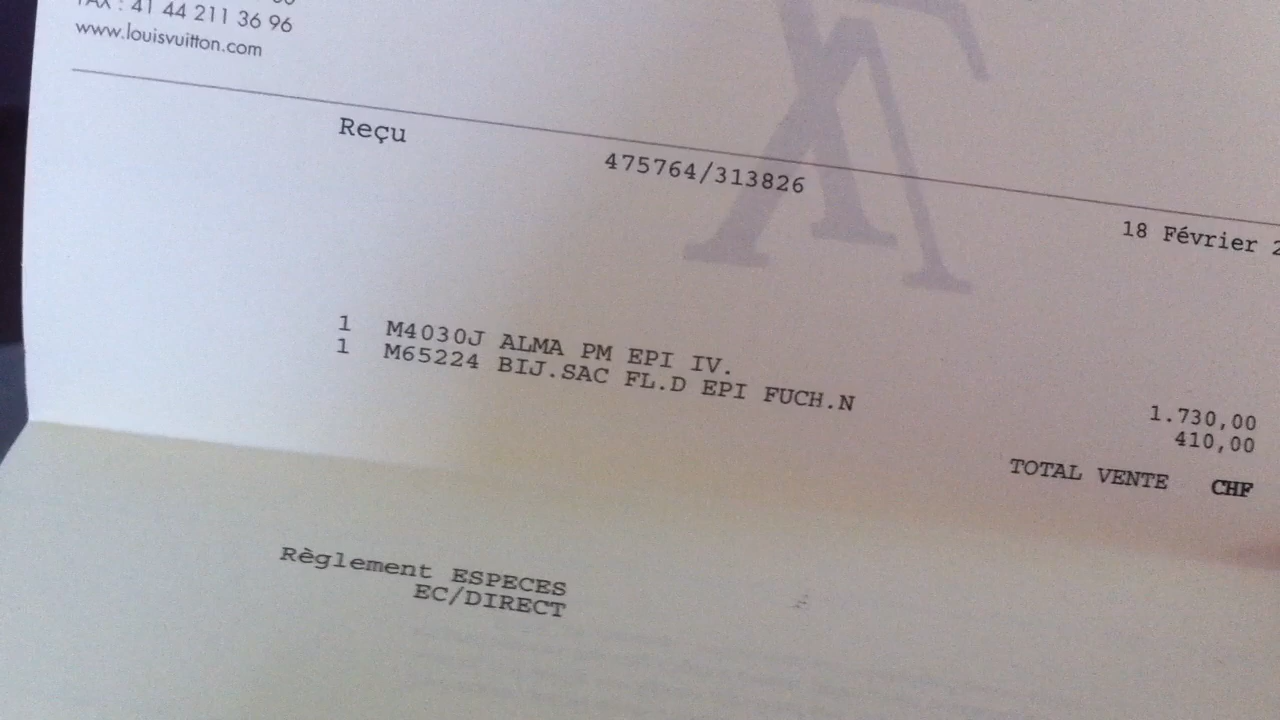 FAX : 41 44 211 36 96
www.louisvuitton.com
Reçu
475764/313826
18 Février
1 M4030J ALMA PM EPI IV. 1.730,00
1 M65224 BIJ.SAC FL.D EPI FUCH.N 410,00
TOTAL VENTE CHF
Règlement ESPECES
EC/DIRECT